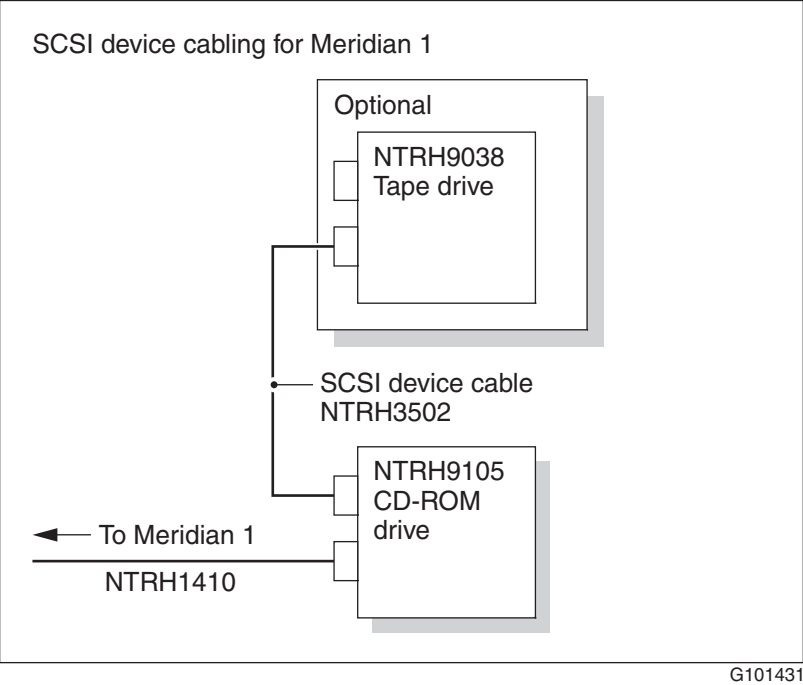 SCSI device cabling for Meridian 1
Optional
NTRH9038
Tape drive
SCSI device cable
NTRH3502
NTRH9105
CD-ROM
drive
To Meridian 1
NTRH1410
G101431